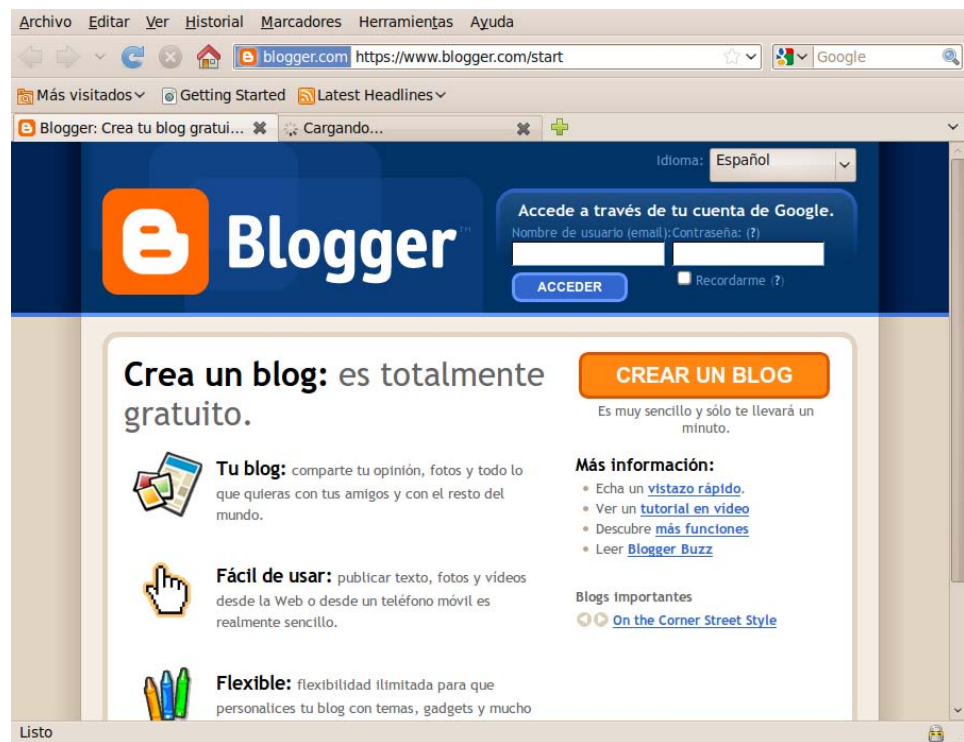 Archivo Editar Ver Historial Marcadores Herramientas Ayuda
blogger.com https://www.blogger.com/start Google
Más visitados Getting Started Latest Headlines
Blogger: Crea tu blog gratui... Cargando...
Idioma: Español
Blogger™
Accede a través de tu cuenta de Google.
Nombre de usuario (email): Contraseña: (?)
ACCEDER Recordarme (?)
Crea un blog: es totalmente
gratuito.
Tu blog: comparte tu opinión, fotos y todo lo
que quieras con tus amigos y con el resto del
mundo.
Fácil de usar: publicar texto, fotos y vídeos
desde la Web o desde un teléfono móvil es
realmente sencillo.
Flexible: flexibilidad ilimitada para que
personalices tu blog con temas, gadgets y mucho
CREAR UN BLOG
Es muy sencillo y sólo te llevará un
minuto.
Más información:
• Echa un vistazo rápido.
• Ver un tutorial en vídeo
• Descubre más funciones
• Leer Blogger Buzz
Blogs importantes
On the Corner Street Style
Listo